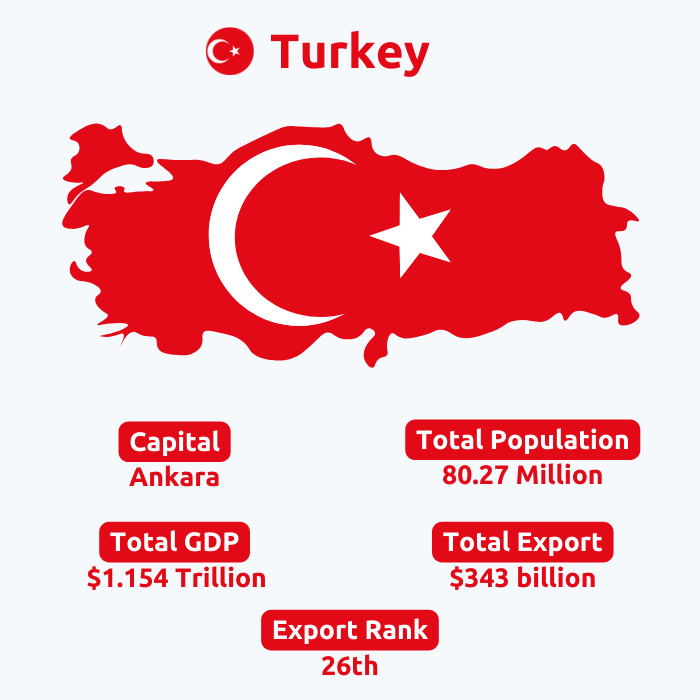 Turkey
Capital
Ankara
Total Population
80.27 Million
Total GDP
$1.154 Trillion
Total Export
$343 billion
Export Rank
26th